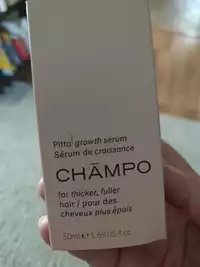 Pitta growth serum
Sérum de croissance
CHĀMPO
for thicker, fuller
hair / pour des
cheveux plus épais
50ml ℮ 1.69 US fl.oz